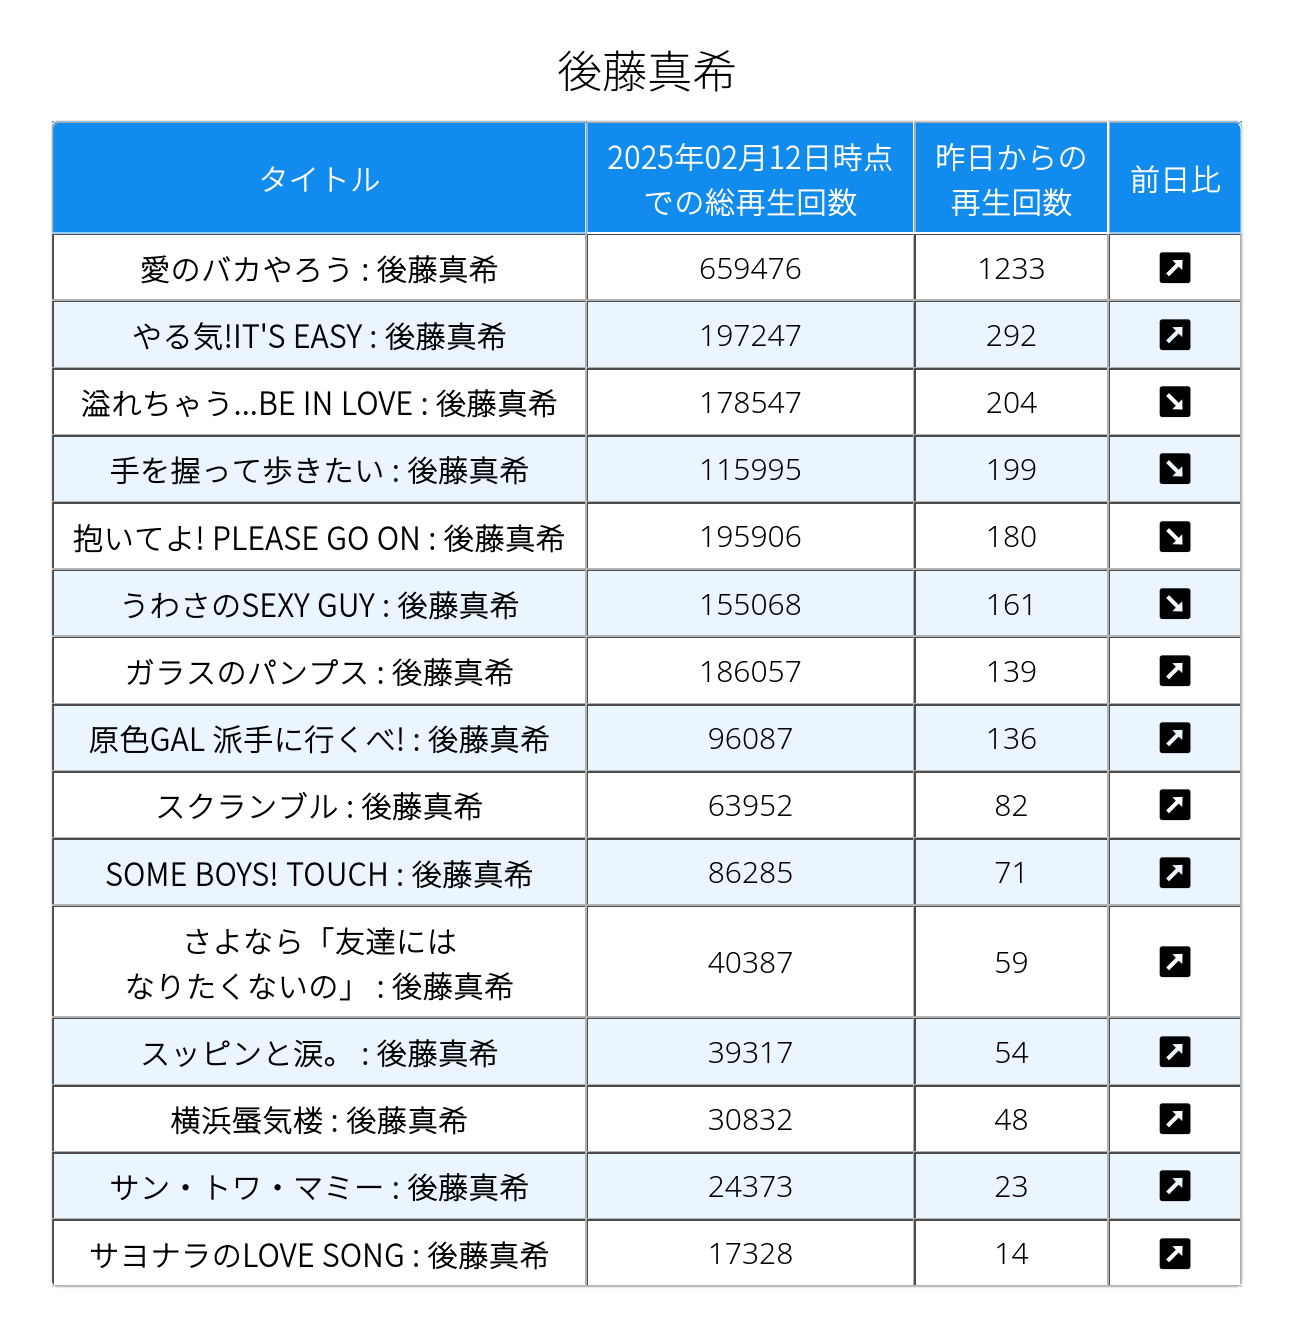 後藤真希
タイトル
2025年02月12日時点
での総再生回数
昨日からの
再生回数
前日比
愛のバカやろう : 後藤真希 659476 1233
やる気!IT'S EASY : 後藤真希 197247 292
溢れちゃう...BE IN LOVE : 後藤真希 178547 204
手を握って歩きたい : 後藤真希 115995 199
抱いてよ! PLEASE GO ON : 後藤真希 195906 180
うわさのSEXY GUY : 後藤真希 155068 161
ガラスのパンプス : 後藤真希 186057 139
原色GAL 派手に行くべ! : 後藤真希 96087 136
スクランブル : 後藤真希 63952 82
SOME BOYS! TOUCH : 後藤真希 86285 71
さよなら「友達には
なりたくないの」 : 後藤真希 40387 59
スッピンと涙。 : 後藤真希 39317 54
横浜蜃気楼 : 後藤真希 30832 48
サン・トワ・マミー : 後藤真希 24373 23
サヨナラのLOVE SONG : 後藤真希 17328 14